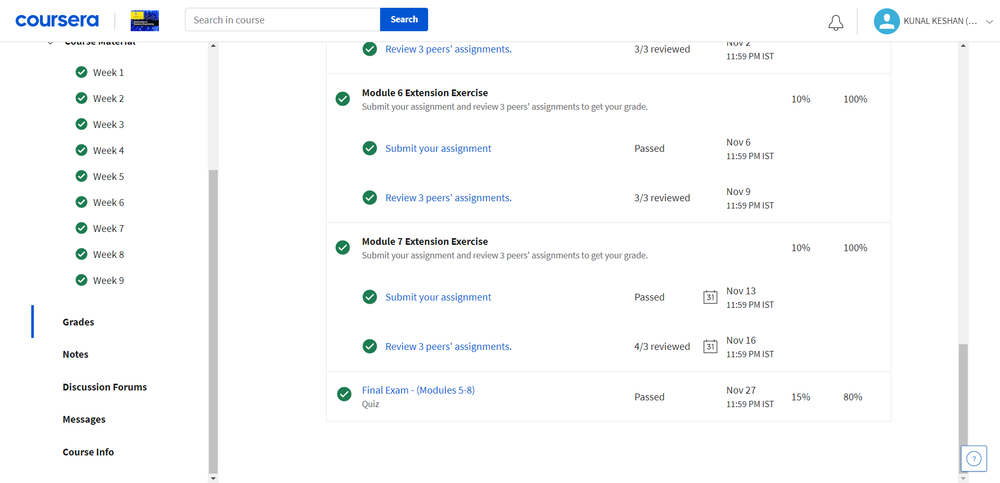 coursera
Search in course
Search
KUNAL KESHAN (...
Course Material
Week 1
Week 2
Week 3
Week 4
Week 5
Week 6
Week 7
Week 8
Week 9
Grades
Notes
Discussion Forums
Messages
Course Info
Review 3 peers' assignments.
3/3 reviewed
Nov 2
11:59 PM IST
Module 6 Extension Exercise
Submit your assignment and review 3 peers' assignments to get your grade.
10%
100%
Submit your assignment
Passed
Nov 6
11:59 PM IST
Review 3 peers' assignments.
3/3 reviewed
Nov 9
11:59 PM IST
Module 7 Extension Exercise
Submit your assignment and review 3 peers' assignments to get your grade.
10%
100%
Submit your assignment
Passed
31
Nov 13
11:59 PM IST
Review 3 peers' assignments.
4/3 reviewed
31
Nov 16
11:59 PM IST
Final Exam - (Modules 5-8)
Quiz
Passed
Nov 27
11:59 PM IST
15%
80%
?